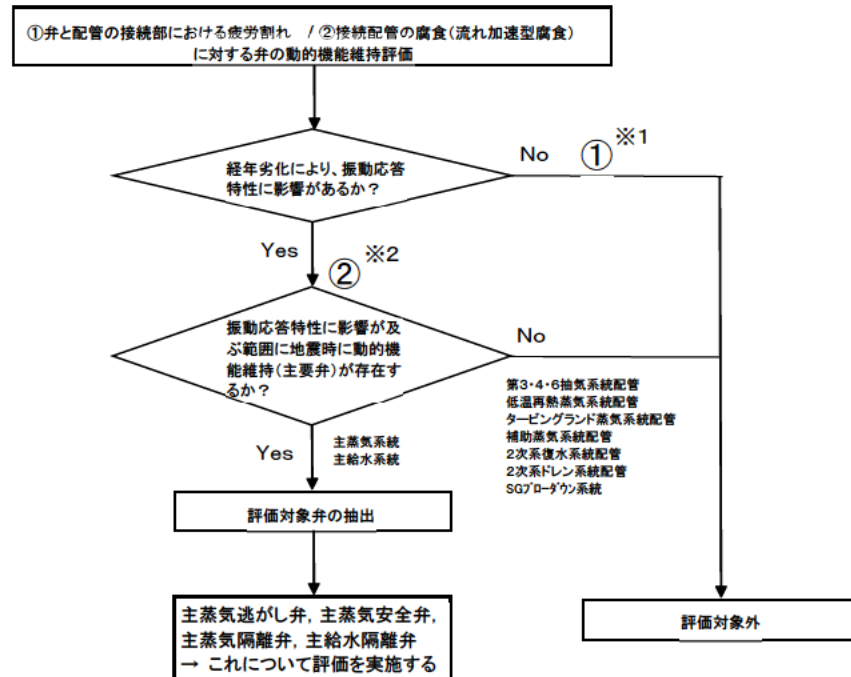 ①弁と配管の接続部における疲労割れ /②接続配管の腐食(流れ加速型腐食)
に対する弁の動的機能維持評価
経年劣化により、振動応答
特性に影響があるか？
No
①※1
Yes
②※2
振動応答特性に影響が及
ぶ範囲に地震時に動的機
能維持(主要弁)が存在す
るか？
No
第3・4・6抽気系統配管
低温再熱蒸気系統配管
タービングランド蒸気系統配管
補助蒸気系統配管
2次系復水系統配管
2次系ドレン系統配管
SGブローダウン系統
Yes
主蒸気系統
主給水系統
評価対象弁の抽出
主蒸気逃がし弁，主蒸気安全弁，
主蒸気隔離弁，主給水隔離弁
→ これについて評価を実施する
評価対象外